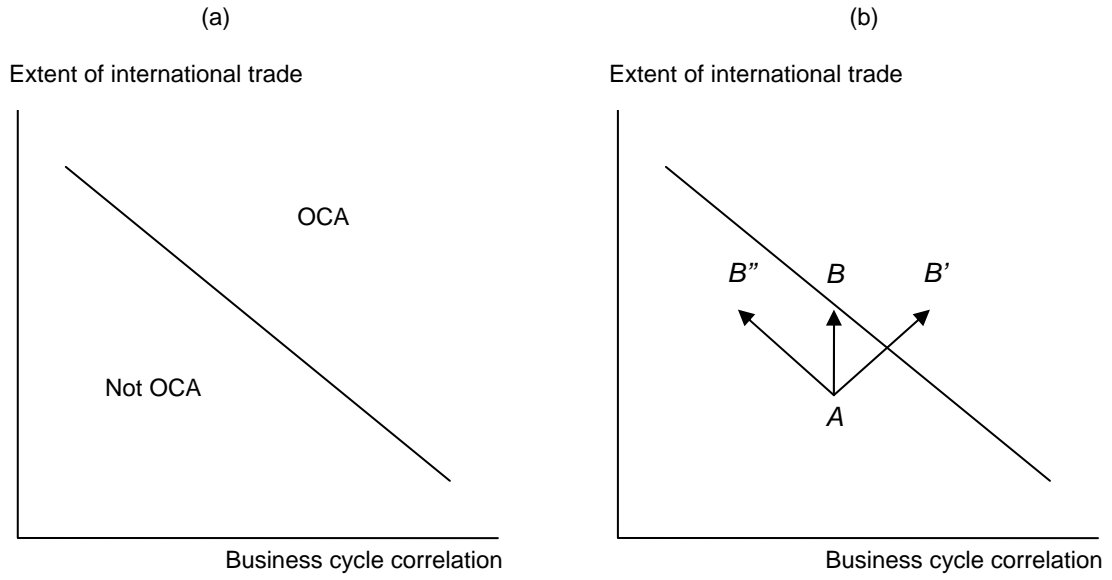 (a)
Extent of international trade
OCA
Not OCA
Business cycle correlation
(b)
Extent of international trade
B” B B’
A
Business cycle correlation